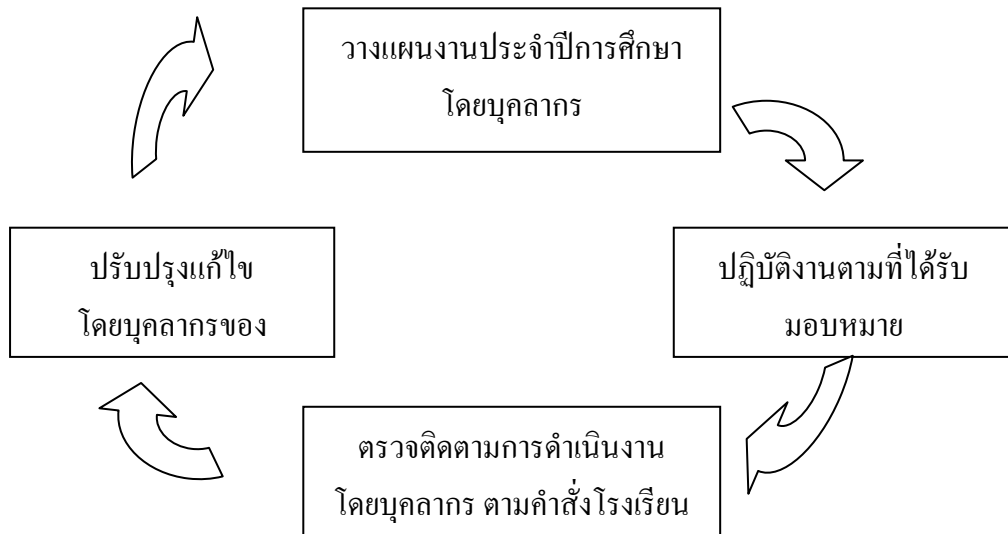 วางแผนงานประจำปีการศึกษา
โดยบุคลากร
ปฏิบัติงานตามที่ได้รับ
มอบหมาย
ตรวจติดตามการดำเนินงาน
โดยบุคลากร ตามคำสั่งโรงเรียน
ปรับปรุงแก้ไข
โดยบุคลากรของ